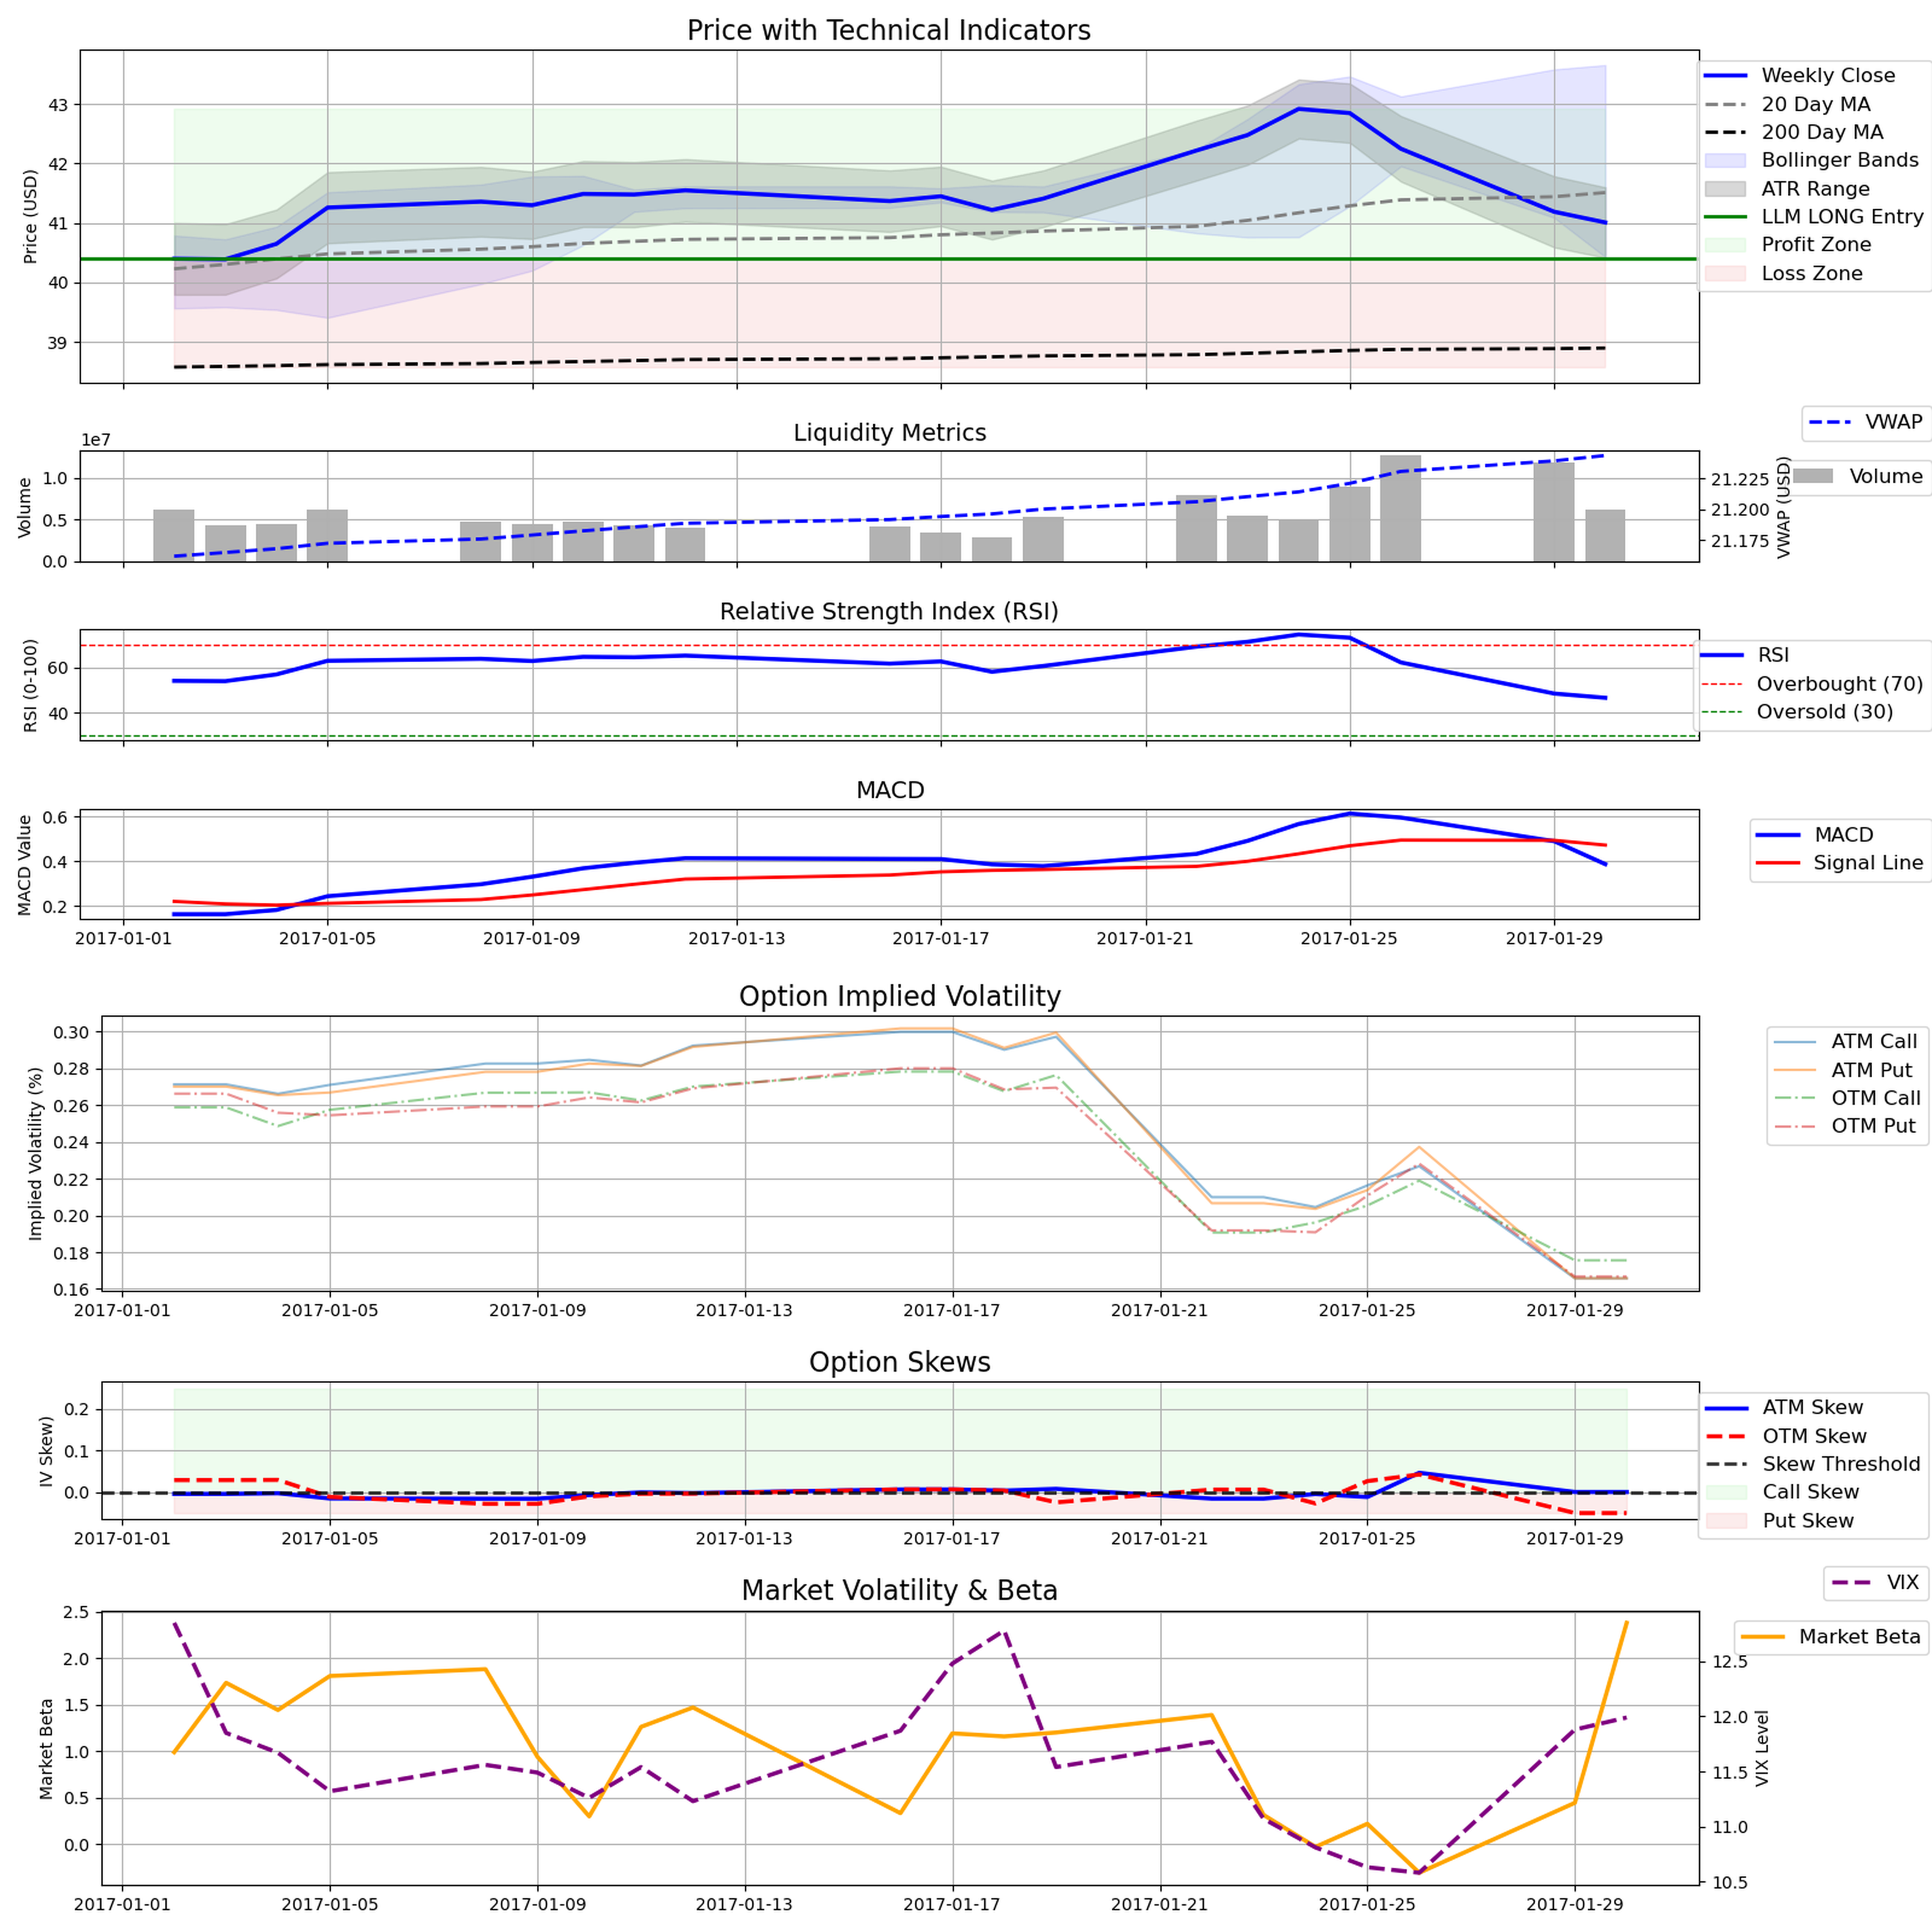 Price with Technical Indicators
Price (USD)
43
42
41
40
39
Weekly Close
20 Day MA
200 Day MA
Bollinger Bands
ATR Range
LLM LONG Entry
Profit Zone
Loss Zone
Liquidity Metrics
1e7
Volume
1.0
0.5
0.0
21.225
21.200
21.175
VWAP (USD)
VWAP
Volume
Relative Strength Index (RSI)
RSI (0-100)
60
40
RSI
Overbought (70)
Oversold (30)
MACD
MACD Value
0.6
0.4
0.2
MACD
Signal Line
2017-01-01 2017-01-05 2017-01-09 2017-01-13 2017-01-17 2017-01-21 2017-01-25 2017-01-29
Option Implied Volatility
Implied Volatility (%)
0.30
0.28
0.26
0.24
0.22
0.20
0.18
0.16
ATM Call
ATM Put
OTM Call
OTM Put
2017-01-01 2017-01-05 2017-01-09 2017-01-13 2017-01-17 2017-01-21 2017-01-25 2017-01-29
Option Skews
IV Skew)
0.2
0.1
0.0
ATM Skew
OTM Skew
Skew Threshold
Call Skew
Put Skew
2017-01-01 2017-01-05 2017-01-09 2017-01-13 2017-01-17 2017-01-21 2017-01-25 2017-01-29
Market Volatility & Beta
Market Beta
2.5
2.0
1.5
1.0
0.5
0.0
12.5
12.0
11.5
11.0
10.5
VIX Level
VIX
Market Beta
2017-01-01 2017-01-05 2017-01-09 2017-01-13 2017-01-17 2017-01-21 2017-01-25 2017-01-29